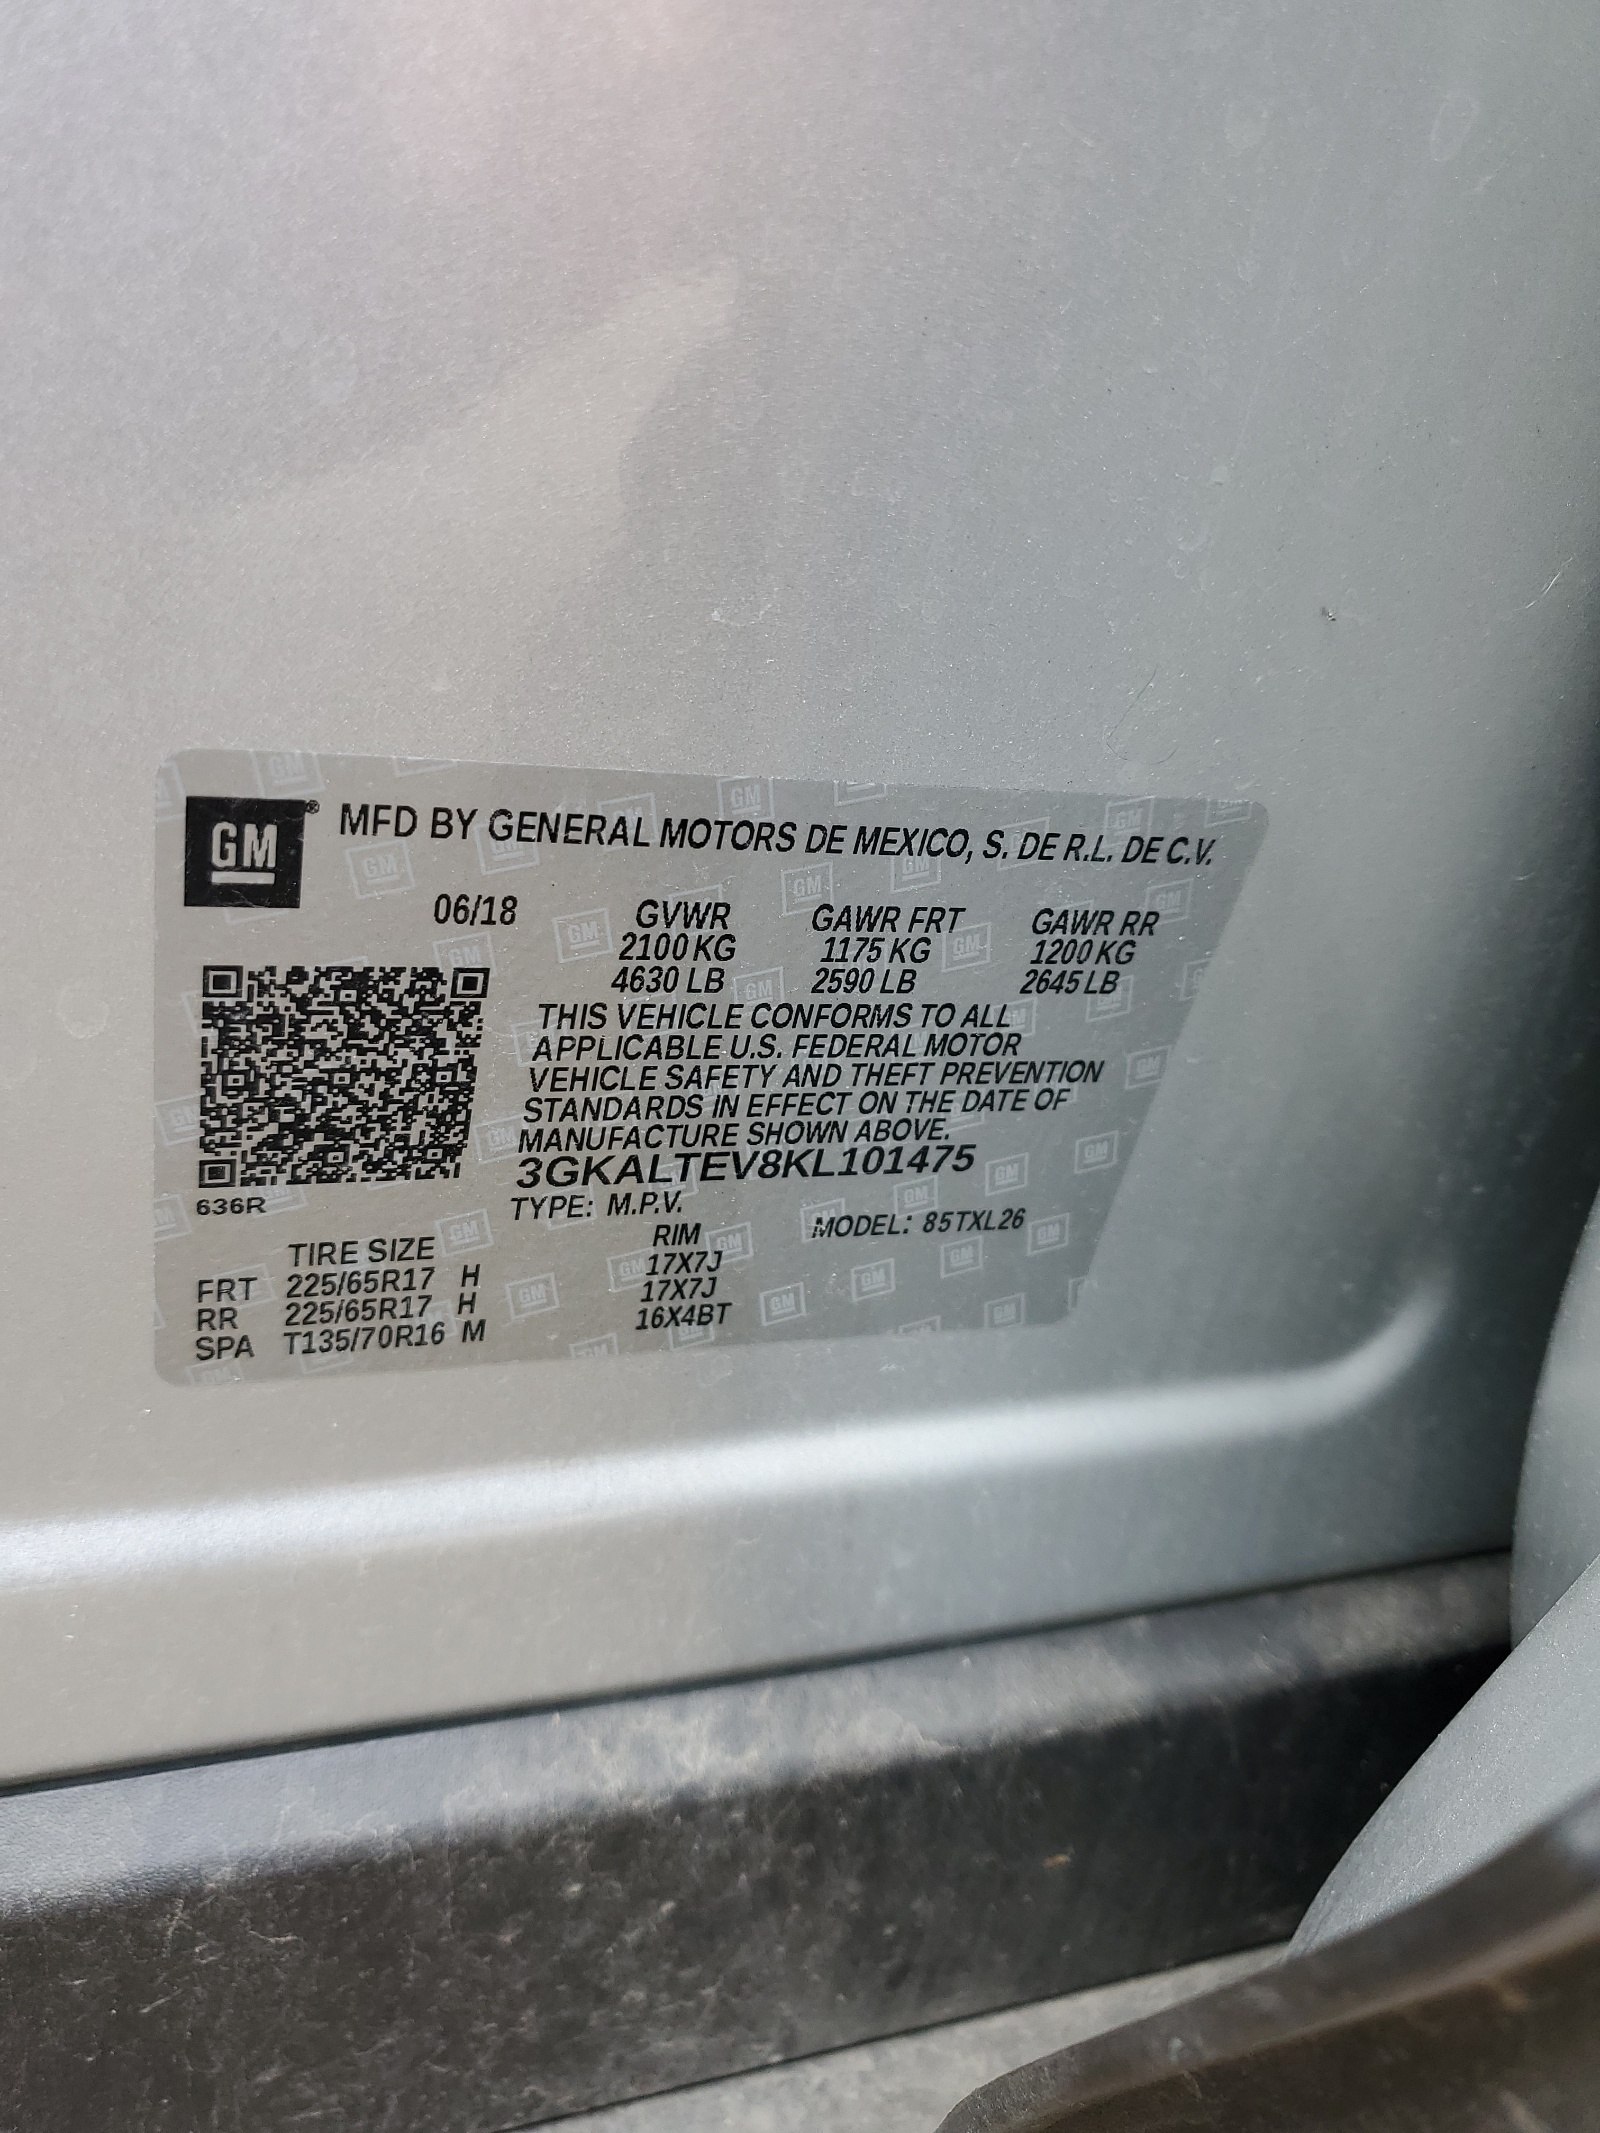 GM® MFD BY GENERAL MOTORS DE MEXICO, S. DE R.L. DE C.V.
06/18 GVWR GAWR FRT GAWR RR
2100 KG 1175 KG 1200 KG
4630 LB 2590 LB 2645 LB
THIS VEHICLE CONFORMS TO ALL
APPLICABLE U.S. FEDERAL MOTOR
VEHICLE SAFETY AND THEFT PREVENTION
STANDARDS IN EFFECT ON THE DATE OF
MANUFACTURE SHOWN ABOVE.
3GKALTEV8KL101475
636R TYPE: M.P.V. MODEL: 85TXL26
TIRE SIZE RIM
FRT 225/65R17 H 17X7J
RR 225/65R17 H 17X7J
SPA T135/70R16 M 16X4BT